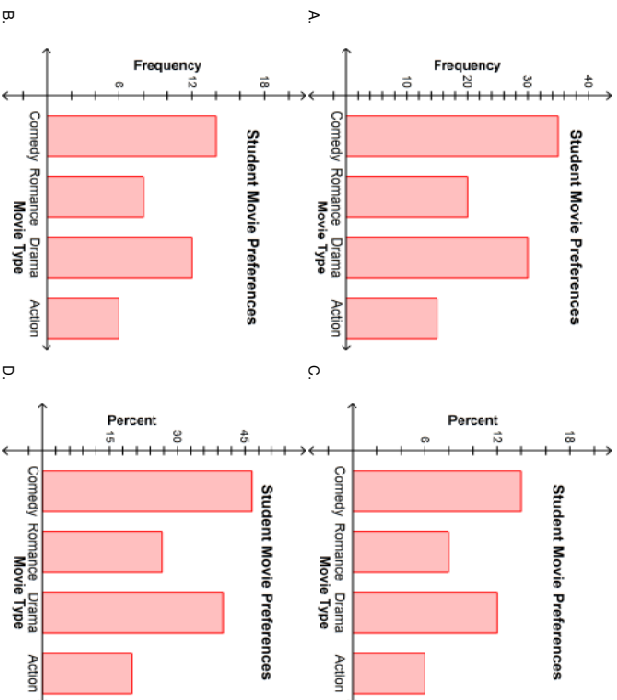 A.
Student Movie Preferences
Frequency
40
30
20
10
Comedy Romance Drama Action
Movie Type
C.
Student Movie Preferences
Percent
18
12
6
Comedy Romance Drama Action
Movie Type
B.
Student Movie Preferences
Frequency
18
12
6
Comedy Romance Drama Action
Movie Type
D.
Student Movie Preferences
Percent
45
30
15
Comedy Romance Drama Action
Movie Type